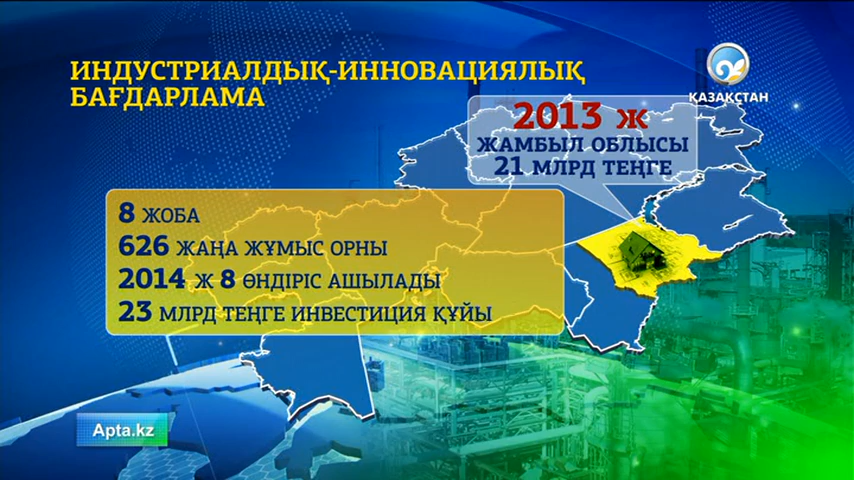 ИНДУСТРИАЛДЫҚ-ИННОВАЦИЯЛЫҚ
БАҒДАРЛАМА
ҚАЗАҚСТАН
2013 Ж
ЖАМБЫЛ ОБЛЫСЫ
21 МЛРД ТЕҢГЕ
8 ЖОБА
626 ЖАҢА ЖҰМЫС ОРНЫ
2014 Ж 8 ӨНДІРІС АШЫЛАДЫ
23 МЛРД ТЕҢГЕ ИНВЕСТИЦИЯ ҚҰЙЫ
Apta.kz